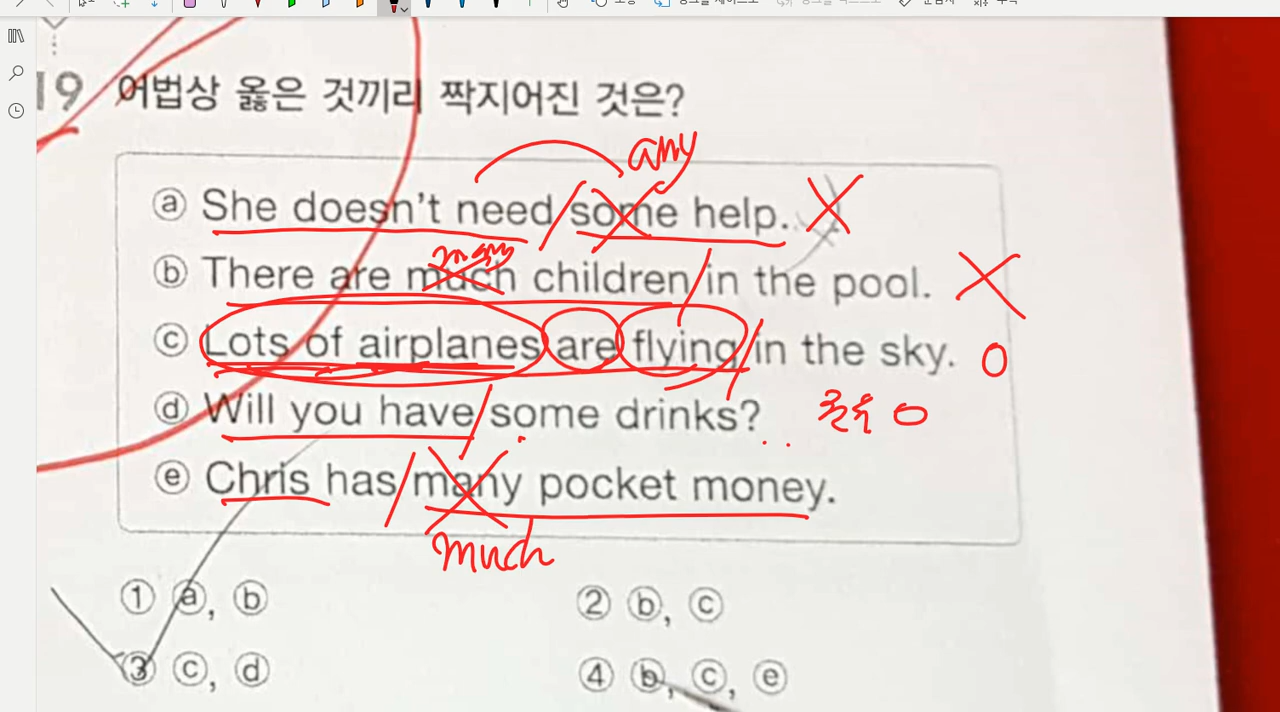 19 어법상 옳은 것끼리 짝지어진 것은?
any
ⓐ She doesn't need some help.
many
ⓑ There are much children in the pool.
ⓒ Lots of airplanes are flying in the sky.
ⓓ Will you have some drinks?
ⓔ Chris has many pocket money.
much
① ⓐ, ⓑ
② ⓑ, ⓒ
③ ⓒ, ⓓ
④ ⓑ, ⓒ, ⓔ